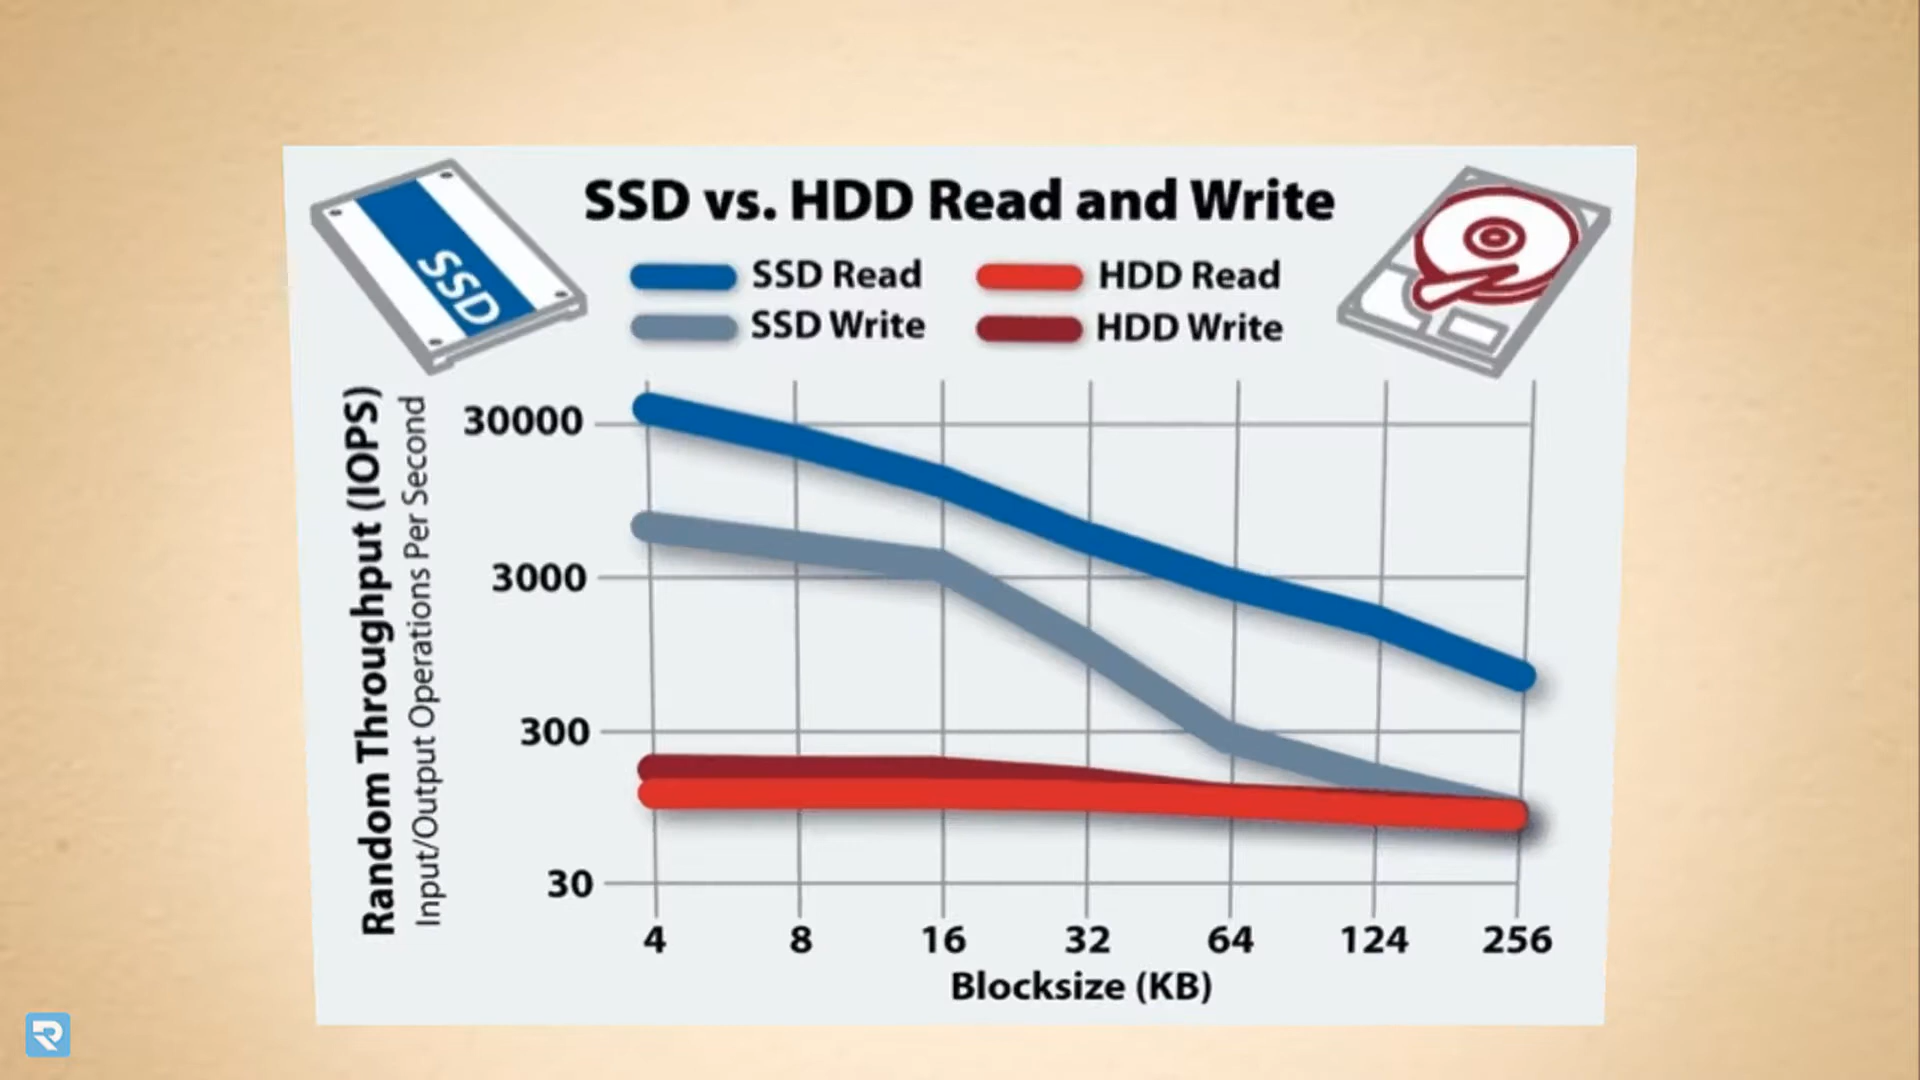 SSD vs. HDD Read and Write
SSD
SSD Read
HDD Read
SSD Write
HDD Write
Random Throughput (IOPS)
Input/Output Operations Per Second
30000
3000
300
30
4 8 16 32 64 124 256
Blocksize (KB)